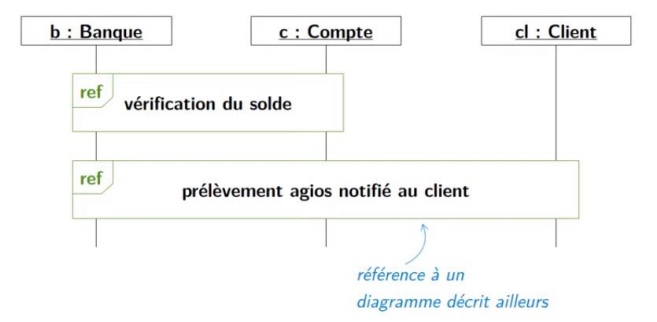 b : Banque
c : Compte
cl : Client
ref
vérification du solde
ref
prélèvement agios notifié au client
référence à un
diagramme décrit ailleurs